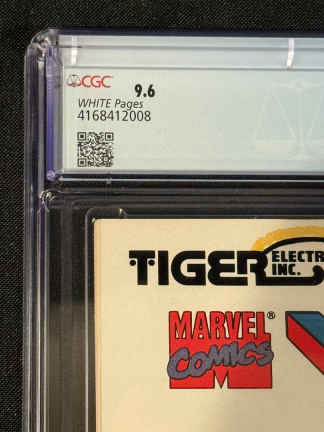 CGC
9.6
WHITE Pages
4168412008
TIGER ELECTR
INC.
MARVEL®
COMICS
M